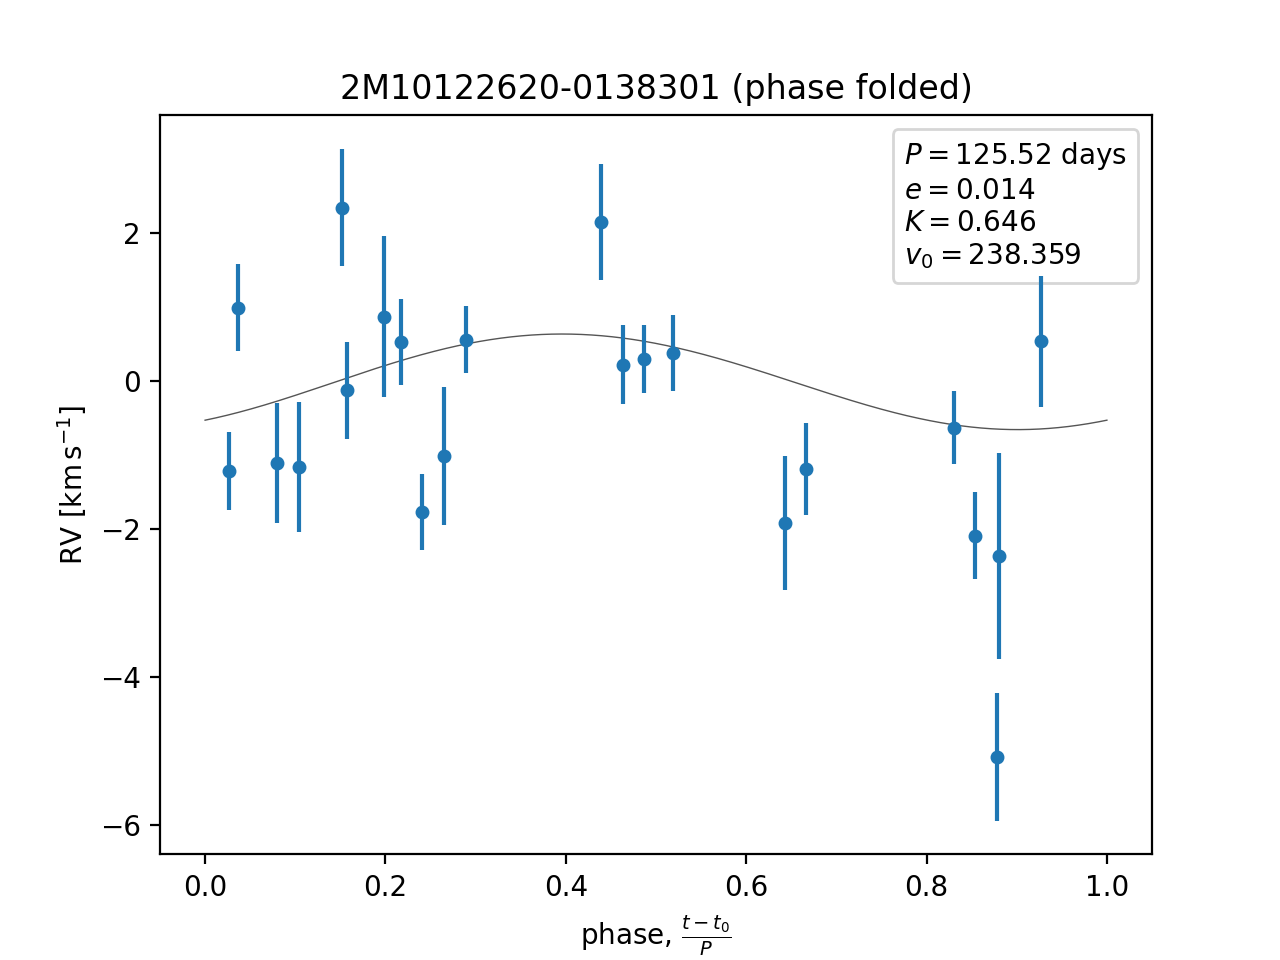 2M10122620-0138301 (phase folded)
P = 125.52 days
e = 0.014
K = 0.646
v₀ = 238.359
RV [km s⁻¹]
2
0
−2
−4
−6
0.0 0.2 0.4 0.6 0.8 1.0
phase, (t − t₀)/P